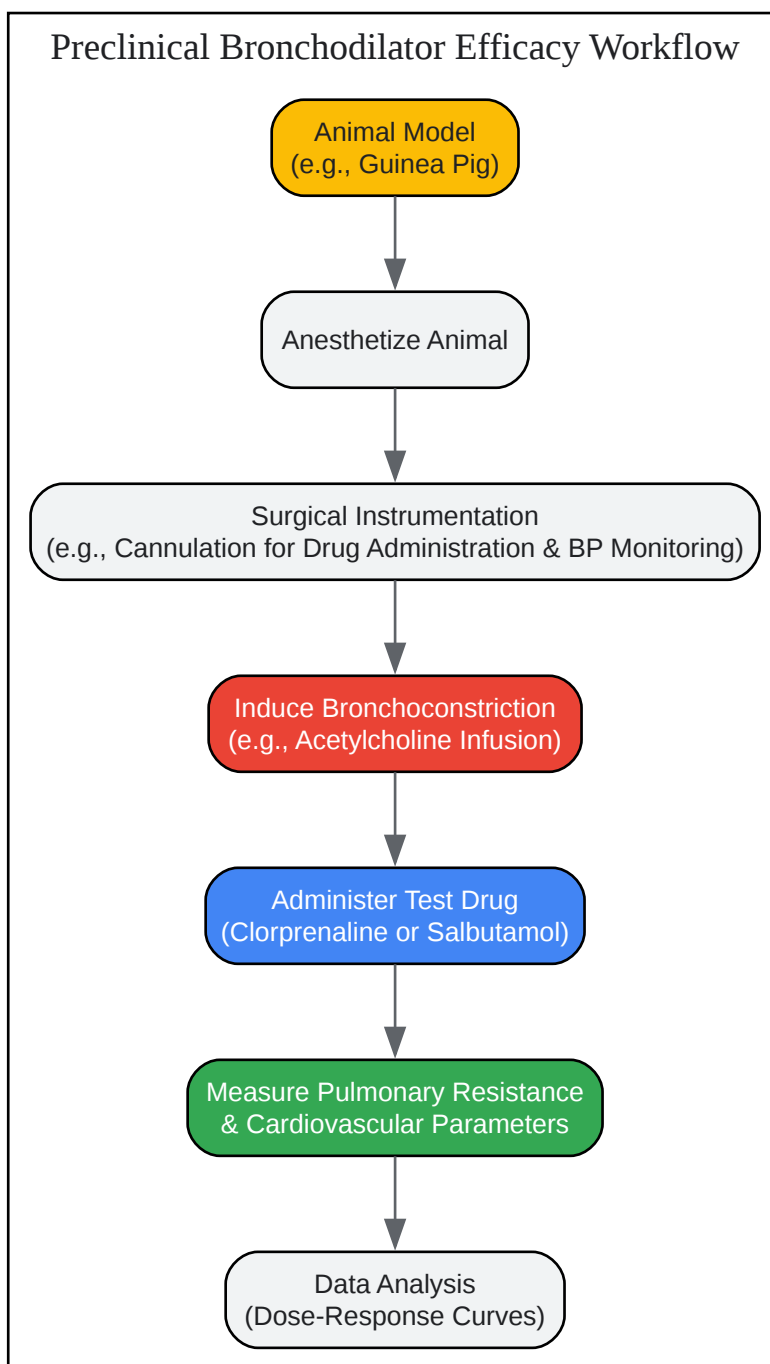 Preclinical Bronchodilator Efficacy Workflow
Animal Model
(e.g., Guinea Pig)
Anesthetize Animal
Surgical Instrumentation
(e.g., Cannulation for Drug Administration & BP Monitoring)
Induce Bronchoconstriction
(e.g., Acetylcholine Infusion)
Administer Test Drug
(Clorprenaline or Salbutamol)
Measure Pulmonary Resistance
& Cardiovascular Parameters
Data Analysis
(Dose-Response Curves)